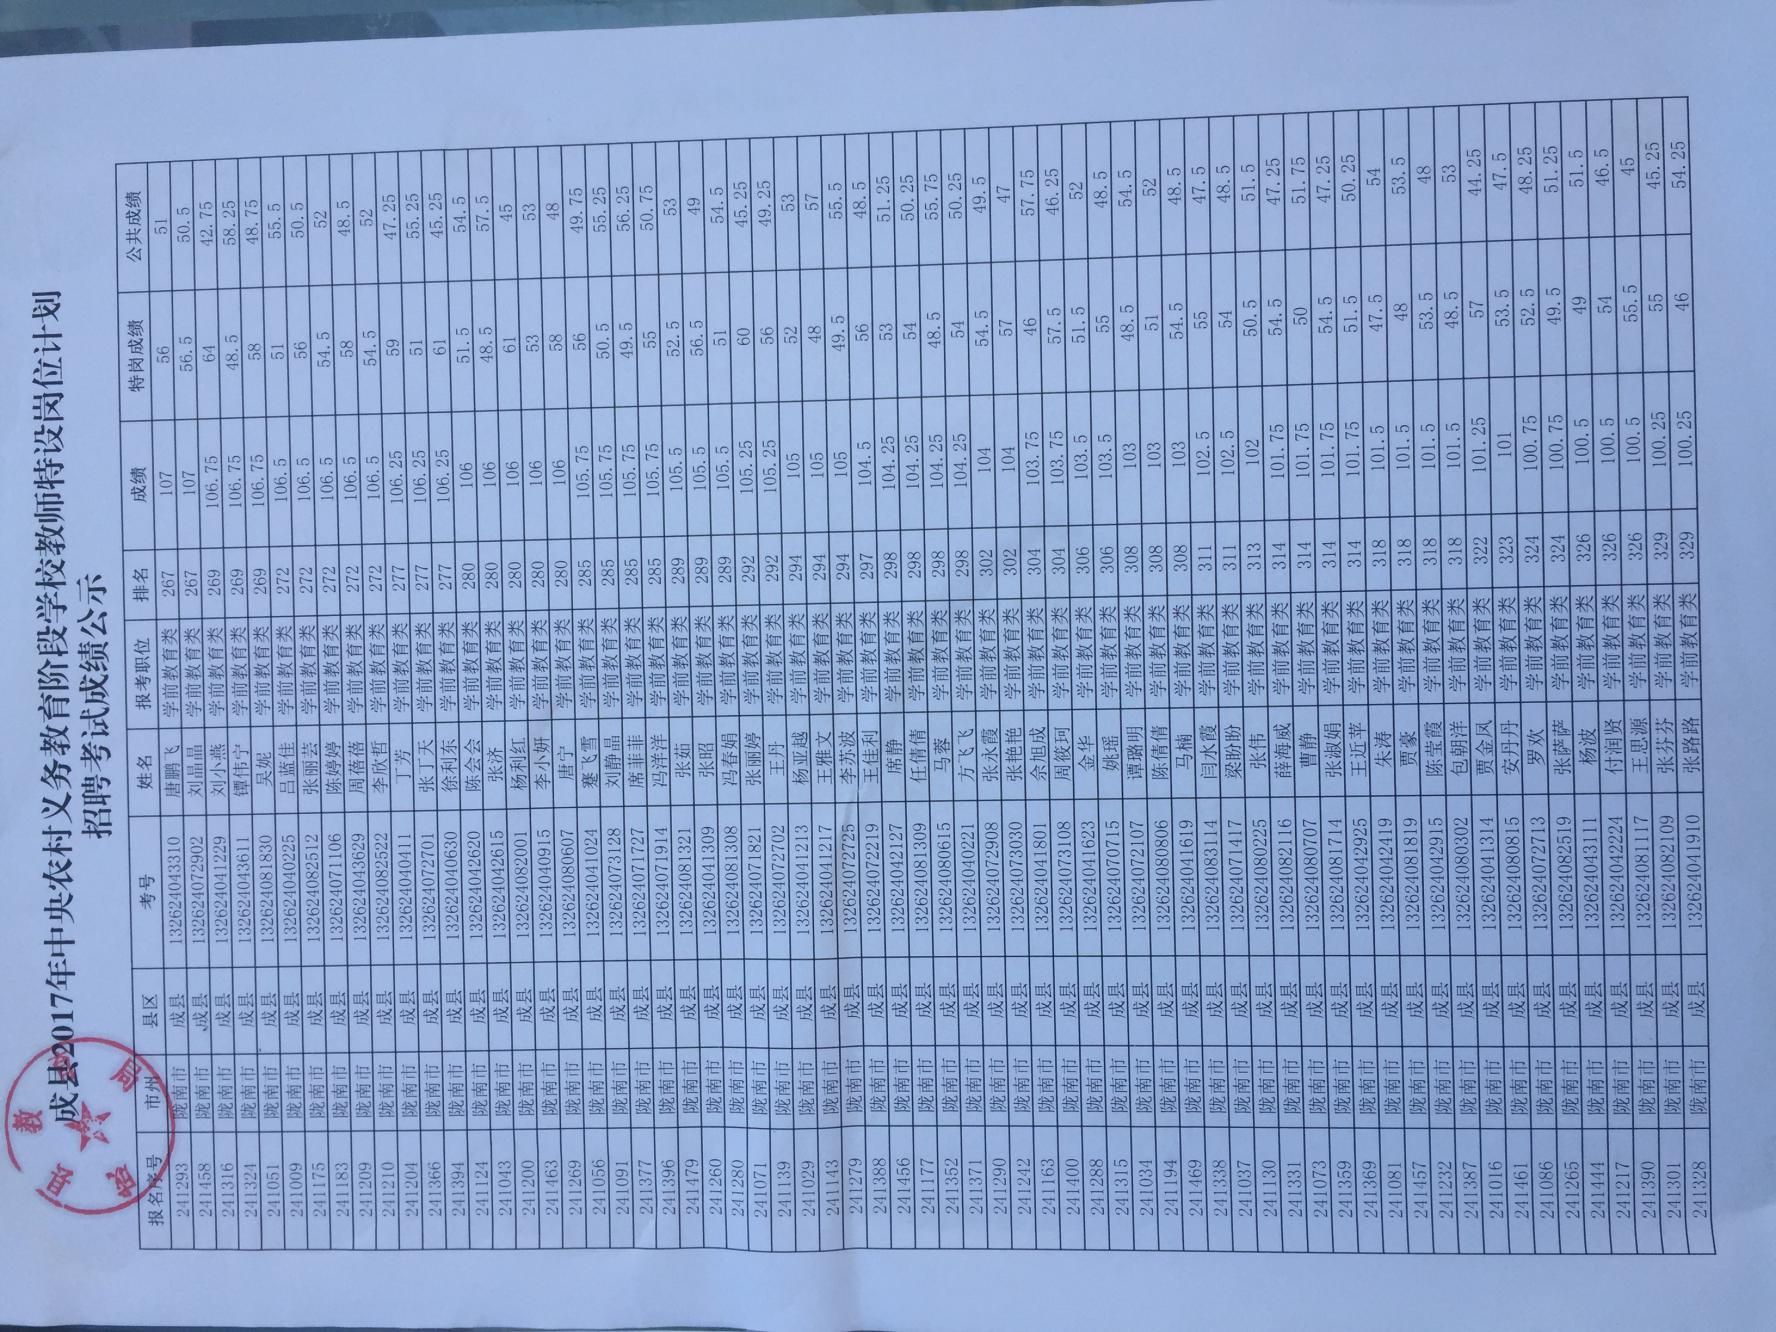 成县2017年中央农村义务教育阶段学校教师特设岗位计划
招聘考试成绩公示
报名序号 市州 县区 考号 姓名 报考职位 排名 成绩 特岗成绩 公共成绩
241293 陇南市 成县 132624043310 唐鹏飞 学前教育类 267 107 56 51
241458 陇南市 成县 132624072902 刘晶晶 学前教育类 267 107 56.5 50.5
241316 陇南市 成县 132624041229 刘小燕 学前教育类 269 106.75 64 42.75
241324 陇南市 成县 132624043611 镡伟宁 学前教育类 269 106.75 48.5 58.25
241051 陇南市 成县 132624081830 吴妮 学前教育类 269 106.75 58 48.75
241009 陇南市 成县 132624040225 吕蓝佳 学前教育类 272 106.5 51 55.5
241175 陇南市 成县 132624082512 张丽芸 学前教育类 272 106.5 56 50.5
241183 陇南市 成县 132624071106 陈婷婷 学前教育类 272 106.5 54.5 52
241209 陇南市 成县 132624043629 周蓓蓓 学前教育类 272 106.5 58 48.5
241210 陇南市 成县 132624082522 李欣哲 学前教育类 272 106.5 54.5 52
241204 陇南市 成县 132624040411 丁芳 学前教育类 277 106.25 59 47.25
241366 陇南市 成县 132624072701 张丁天 学前教育类 277 106.25 51 55.25
241394 陇南市 成县 132624040630 徐利东 学前教育类 277 106.25 61 45.25
241124 陇南市 成县 132624042620 陈会会 学前教育类 280 106 51.5 54.5
241043 陇南市 成县 132624042615 张济 学前教育类 280 106 48.5 57.5
241200 陇南市 成县 132624082001 杨利红 学前教育类 280 106 61 45
241463 陇南市 成县 132624040915 李小妍 学前教育类 280 106 53 53
241269 陇南市 成县 132624080607 唐宁 学前教育类 280 106 58 48
241056 陇南市 成县 132624041024 蹇飞雪 学前教育类 285 105.75 56 49.75
241091 陇南市 成县 132624073128 刘静晶 学前教育类 285 105.75 50.5 55.25
241377 陇南市 成县 132624071727 席菲菲 学前教育类 285 105.75 49.5 56.25
241396 陇南市 成县 132624071914 冯洋洋 学前教育类 285 105.75 55 50.75
241479 陇南市 成县 132624081321 张茹 学前教育类 289 105.5 52.5 53
241260 陇南市 成县 132624041309 张昭 学前教育类 289 105.5 56.5 49
241280 陇南市 成县 132624081308 冯春娟 学前教育类 289 105.5 51 54.5
241071 陇南市 成县 132624071821 张丽婷 学前教育类 292 105.25 60 45.25
241139 陇南市 成县 132624072702 王丹 学前教育类 292 105.25 56 49.25
241029 陇南市 成县 132624041213 杨亚越 学前教育类 294 105 52 53
241143 陇南市 成县 132624041217 王雅文 学前教育类 294 105 48 57
241279 陇南市 成县 132624072725 李苏波 学前教育类 294 105 49.5 55.5
241388 陇南市 成县 132624072219 王佳利 学前教育类 297 104.5 56 48.5
241456 陇南市 成县 132624042127 席静 学前教育类 298 104.25 53 51.25
241177 陇南市 成县 132624081309 任倩倩 学前教育类 298 104.25 54 50.25
241352 陇南市 成县 132624080615 马蓉 学前教育类 298 104.25 48.5 55.75
241371 陇南市 成县 132624040221 方飞飞 学前教育类 298 104.25 54 50.25
241290 陇南市 成县 132624072908 张永霞 学前教育类 302 104 54.5 49.5
241242 陇南市 成县 132624073030 张艳艳 学前教育类 302 104 57 47
241163 陇南市 成县 132624041801 余旭成 学前教育类 304 103.75 46 57.75
241400 陇南市 成县 132624073108 周筱珂 学前教育类 304 103.75 57.5 46.25
241288 陇南市 成县 132624041623 金华 学前教育类 306 103.5 51.5 52
241315 陇南市 成县 132624070715 姚瑶 学前教育类 306 103.5 55 48.5
241034 陇南市 成县 132624072107 谭璐明 学前教育类 308 103 48.5 54.5
241194 陇南市 成县 132624080806 陈倩倩 学前教育类 308 103 51 52
241469 陇南市 成县 132624041619 马楠 学前教育类 308 103 54.5 48.5
241338 陇南市 成县 132624083114 闫水霞 学前教育类 311 102.5 55 47.5
241037 陇南市 成县 132624071417 梁盼盼 学前教育类 311 102.5 54 48.5
241130 陇南市 成县 132624080225 张伟 学前教育类 313 102 50.5 51.5
241331 陇南市 成县 132624082116 薛海威 学前教育类 314 101.75 54.5 47.25
241073 陇南市 成县 132624080707 曹静 学前教育类 314 101.75 50 51.75
241359 陇南市 成县 132624081714 张淑娟 学前教育类 314 101.75 54.5 47.25
241369 陇南市 成县 132624042925 王近苹 学前教育类 314 101.75 51.5 50.25
241081 陇南市 成县 132624042419 朱涛 学前教育类 318 101.5 47.5 54
241457 陇南市 成县 132624081819 贾豪 学前教育类 318 101.5 48 53.5
241232 陇南市 成县 132624042915 陈莹霞 学前教育类 318 101.5 53.5 48
241387 陇南市 成县 132624080302 包朝洋 学前教育类 318 101.5 48.5 53
241016 陇南市 成县 132624041314 贾金凤 学前教育类 322 101.25 57 44.25
241461 陇南市 成县 132624080815 安丹丹 学前教育类 323 101 53.5 47.5
241086 陇南市 成县 132624072713 罗欢 学前教育类 324 100.75 52.5 48.25
241265 陇南市 成县 132624082519 张萨萨 学前教育类 324 100.75 49.5 51.25
241444 陇南市 成县 132624043111 杨波 学前教育类 326 100.5 49 51.5
241217 陇南市 成县 132624042224 付润贤 学前教育类 326 100.5 54 46.5
241390 陇南市 成县 132624081117 王思源 学前教育类 326 100.5 55.5 45
241301 陇南市 成县 132624082109 张芬芬 学前教育类 329 100.25 55 45.25
241328 陇南市 成县 132624041910 张路路 学前教育类 329 100.25 46 54.25